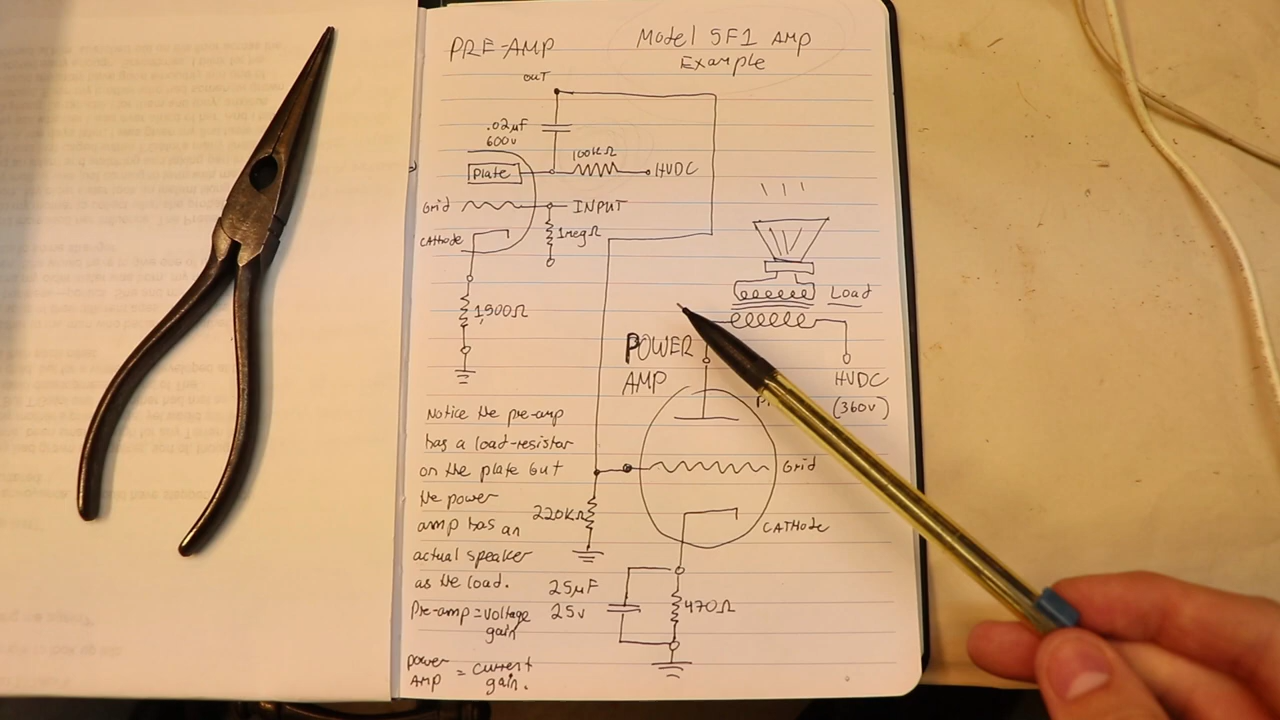 PRE-AMP
Model 5F1 AMP
Example
OUT
.02µF
600V
100KΩ
Plate
HVDC
Grid
INPUT
1megΩ
CATHode
1,500Ω
Load
POWER
AMP
HVDC
(360V)
Grid
CATHode
220KΩ
25µF
25V
470Ω
Notice the pre-amp
has a load-resistor
on the plate but
the power
amp has an
actual speaker
as the load.
Pre-amp = voltage
gain
power
AMP = current
gain.